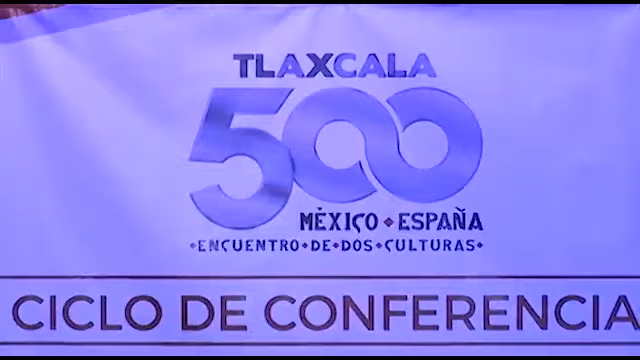 TLAXCALA
500
MÉXICO ESPAÑA
ENCUENTRO DE DOS CULTURAS
CICLO DE CONFERENCIA